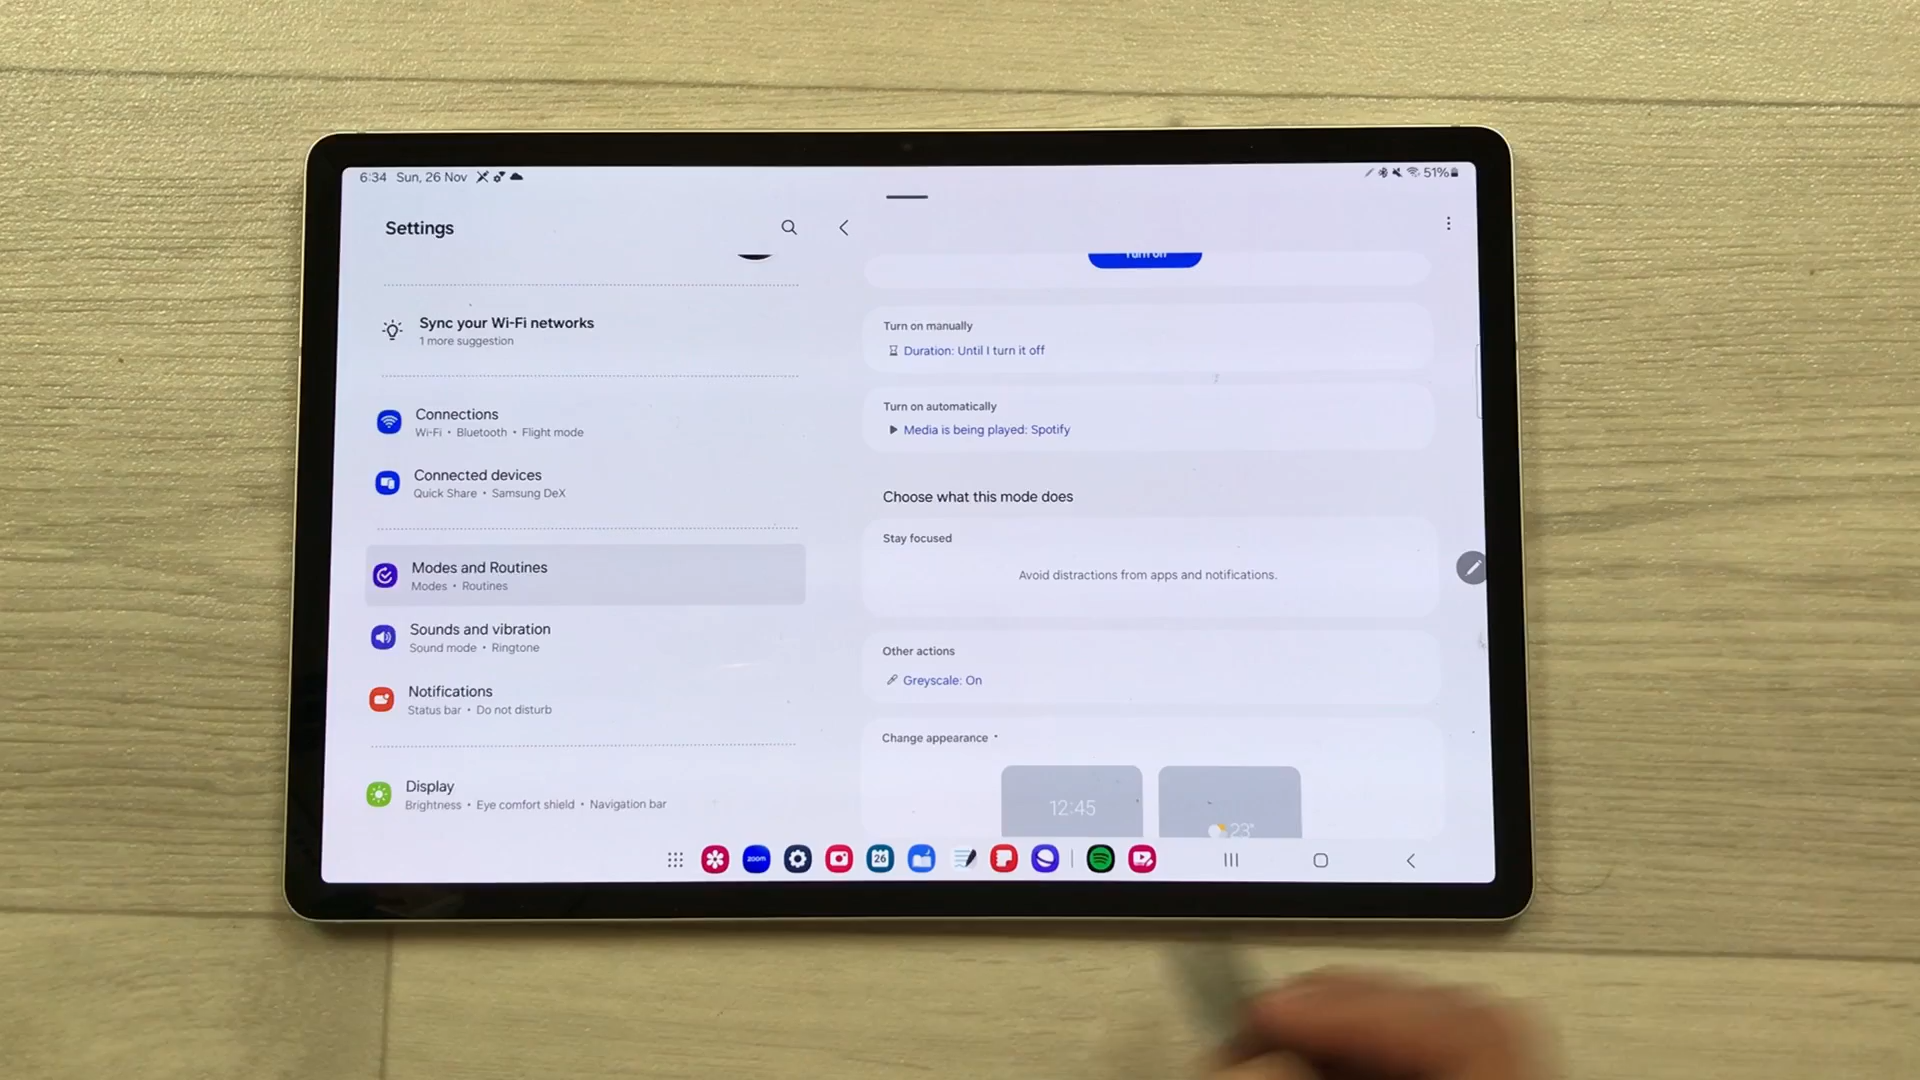 6:34 Sun, 26 Nov
51%
Settings
Turn off
Sync your Wi-Fi networks
1 more suggestion
Connections
Wi-Fi • Bluetooth • Flight mode
Connected devices
Quick Share • Samsung DeX
Modes and Routines
Modes • Routines
Sounds and vibration
Sound mode • Ringtone
Notifications
Status bar • Do not disturb
Display
Brightness • Eye comfort shield • Navigation bar
Turn on manually
Duration: Until I turn it off
Turn on automatically
Media is being played: Spotify
Choose what this mode does
Stay focused
Avoid distractions from apps and notifications.
Other actions
Greyscale: On
Change appearance
12:45
23°
zoom
26